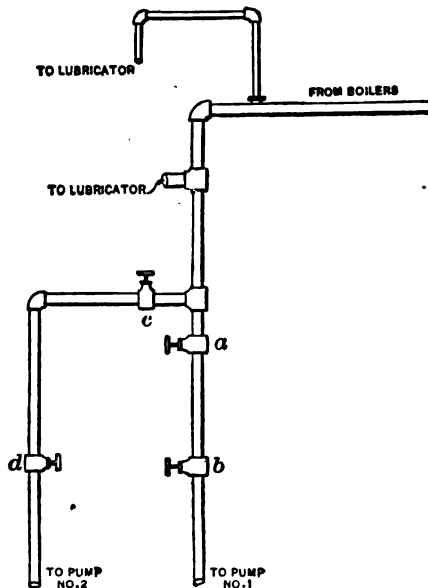 TO LUBRICATOR
FROM BOILERS
TO LUBRICATOR
c
a
d
b
TO PUMP
NO.2
TO PUMP
NO.1